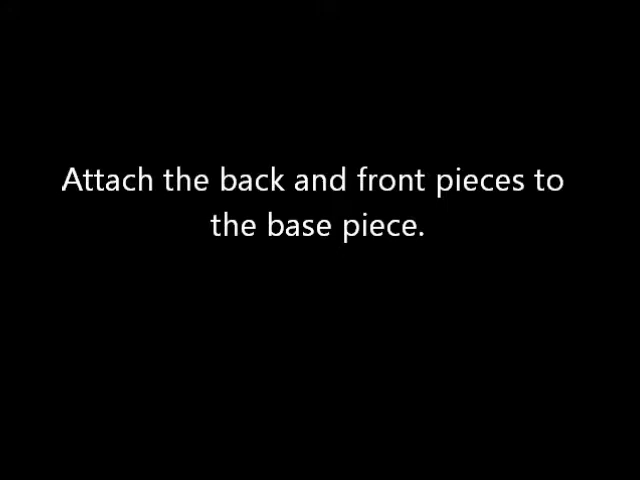 Attach the back and front pieces to
the base piece.